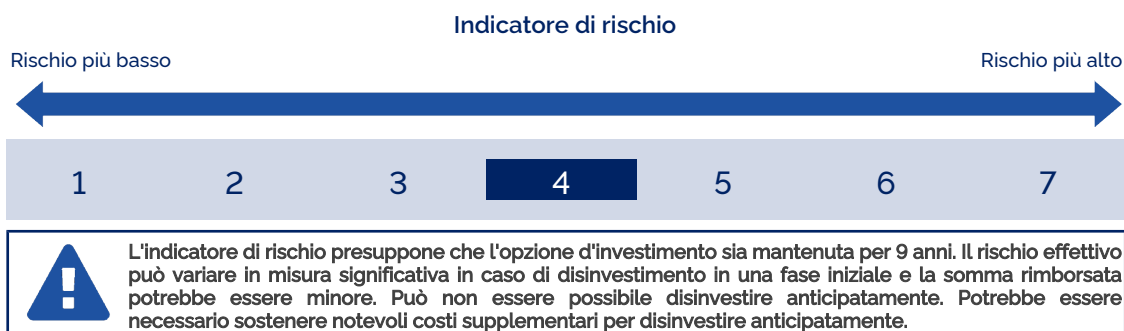 Indicatore di rischio
Rischio più basso Rischio più alto
1 2 3 4 5 6 7
L'indicatore di rischio presuppone che l'opzione d'investimento sia mantenuta per 9 anni. Il rischio effettivo
può variare in misura significativa in caso di disinvestimento in una fase iniziale e la somma rimborsata
potrebbe essere minore. Può non essere possibile disinvestire anticipatamente. Potrebbe essere
necessario sostenere notevoli costi supplementari per disinvestire anticipatamente.